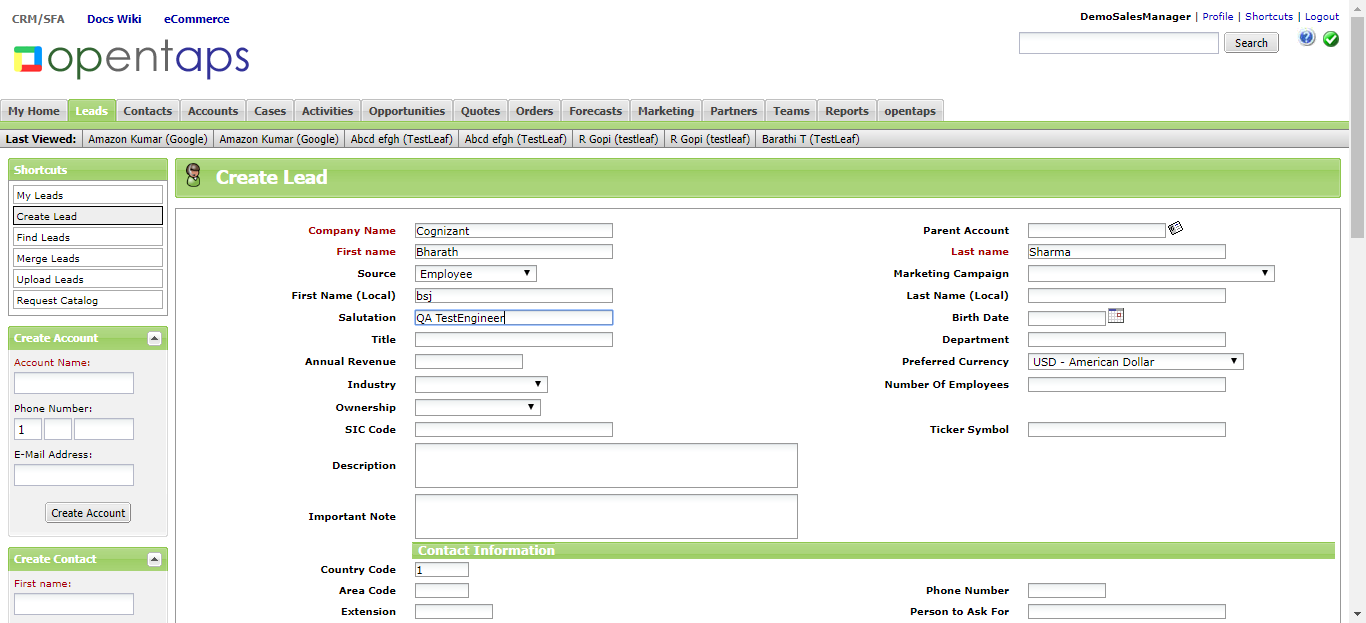 CRM/SFA Docs Wiki eCommerce
DemoSalesManager | Profile | Shortcuts | Logout
opentaps
Search
My Home Leads Contacts Accounts Cases Activities Opportunities Quotes Orders Forecasts Marketing Partners Teams Reports opentaps
Last Viewed: Amazon Kumar (Google) Amazon Kumar (Google) Abcd efgh (TestLeaf) Abcd efgh (TestLeaf) R Gopi (testleaf) R Gopi (testleaf) Barathi T (TestLeaf)
Shortcuts
My Leads
Create Lead
Find Leads
Merge Leads
Upload Leads
Request Catalog
Create Account
Account Name:
Phone Number:
1
E-Mail Address:
Create Account
Create Contact
First name:
Create Lead
Company Name Cognizant Parent Account
First name Bharath Last name Sharma
Source Employee Marketing Campaign
First Name (Local) bsj Last Name (Local)
Salutation QA TestEngineer Birth Date
Title Department
Annual Revenue Preferred Currency USD - American Dollar
Industry Number Of Employees
Ownership
SIC Code Ticker Symbol
Description
Important Note
Contact Information
Country Code 1
Area Code Phone Number
Extension Person to Ask For